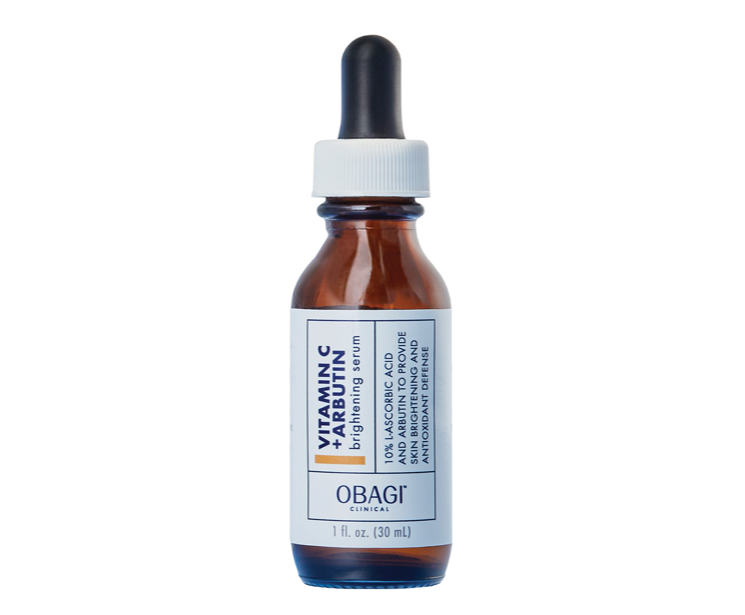 VITAMIN C
+ARBUTIN
brightening serum
10% L-ASCORBIC ACID
AND ARBUTIN TO PROVIDE
SKIN BRIGHTENING AND
ANTIOXIDANT DEFENSE
OBAGI™
CLINICAL
1 fl. oz. (30 mL)